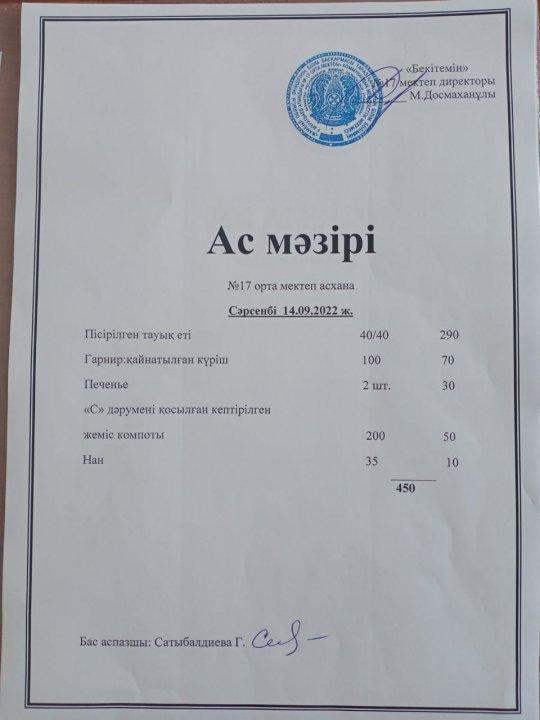 «Бекітемін»
№17 мектеп директоры
М.Досмаханұлы
Ас мәзірі
№17 орта мектеп асхана
Сәрсенбі 14.09.2022 ж.
Пісірілген тауық еті 40/40 290
Гарнир:қайнатылған күріш 100 70
Печенье 2 шт. 30
«С» дәрумені қосылған кептірілген
жеміс компоты 200 50
Нан 35 10
450
Бас аспазшы: Сатыбалдиева Г.